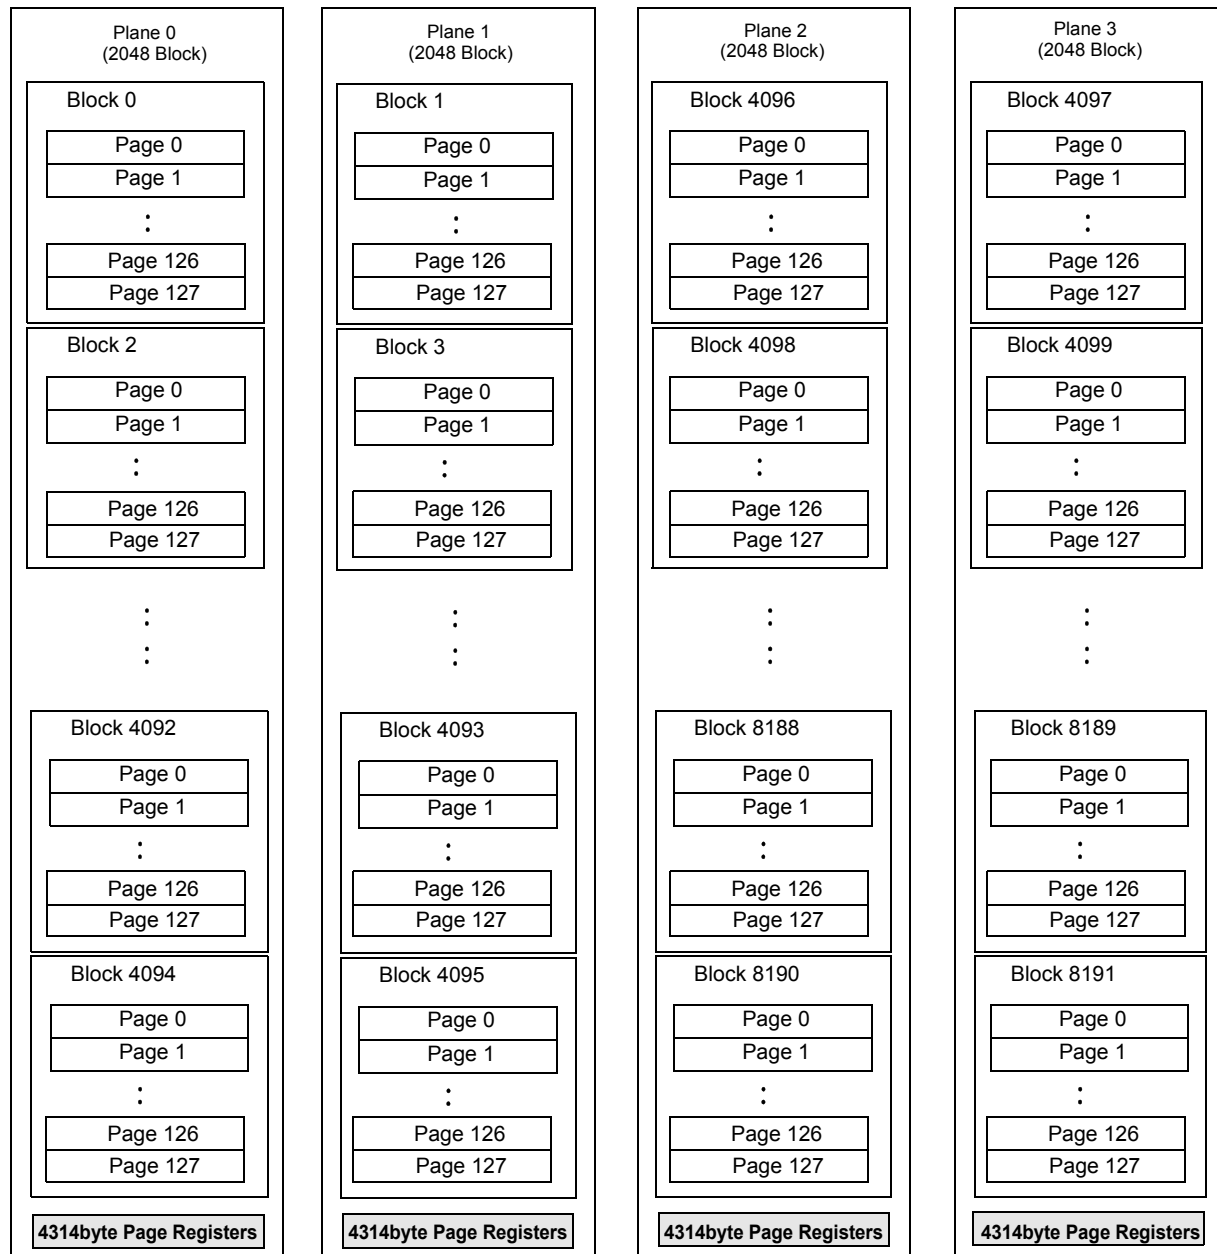 Plane 0
(2048 Block)
Block 0
Page 0
Page 1
Page 126
Page 127
Block 2
Page 0
Page 1
Page 126
Page 127
Block 4092
Page 0
Page 1
Page 126
Page 127
Block 4094
Page 0
Page 1
Page 126
Page 127
4314byte Page Registers
Plane 1
(2048 Block)
Block 1
Page 0
Page 1
Page 126
Page 127
Block 3
Page 0
Page 1
Page 126
Page 127
Block 4093
Page 0
Page 1
Page 126
Page 127
Block 4095
Page 0
Page 1
Page 126
Page 127
4314byte Page Registers
Plane 2
(2048 Block)
Block 4096
Page 0
Page 1
Page 126
Page 127
Block 4098
Page 0
Page 1
Page 126
Page 127
Block 8188
Page 0
Page 1
Page 126
Page 127
Block 8190
Page 0
Page 1
Page 126
Page 127
4314byte Page Registers
Plane 3
(2048 Block)
Block 4097
Page 0
Page 1
Page 126
Page 127
Block 4099
Page 0
Page 1
Page 126
Page 127
Block 8189
Page 0
Page 1
Page 126
Page 127
Block 8191
Page 0
Page 1
Page 126
Page 127
4314byte Page Registers